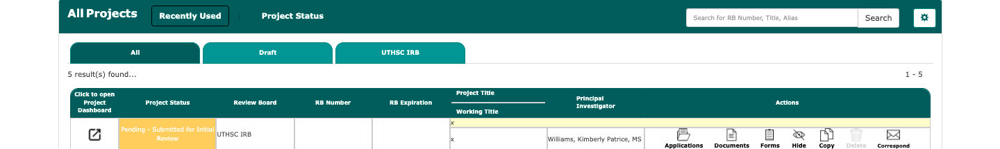 All Projects
Recently Used
Project Status
Search for RB Number, Title, Alias
Search
All
Draft
UTHSC IRB
5 result(s) found...
1 - 5
Click to open
Project
Dashboard
Project Status
Review Board
RB Number
RB Expiration
Project Title
Working Title
Principal
Investigator
Actions
Pending - Submitted for Initial
Review
UTHSC IRB
x
x
Williams, Kimberly Patrice, MS
Applications
Documents
Forms
Hide
Copy
Delete
Correspond